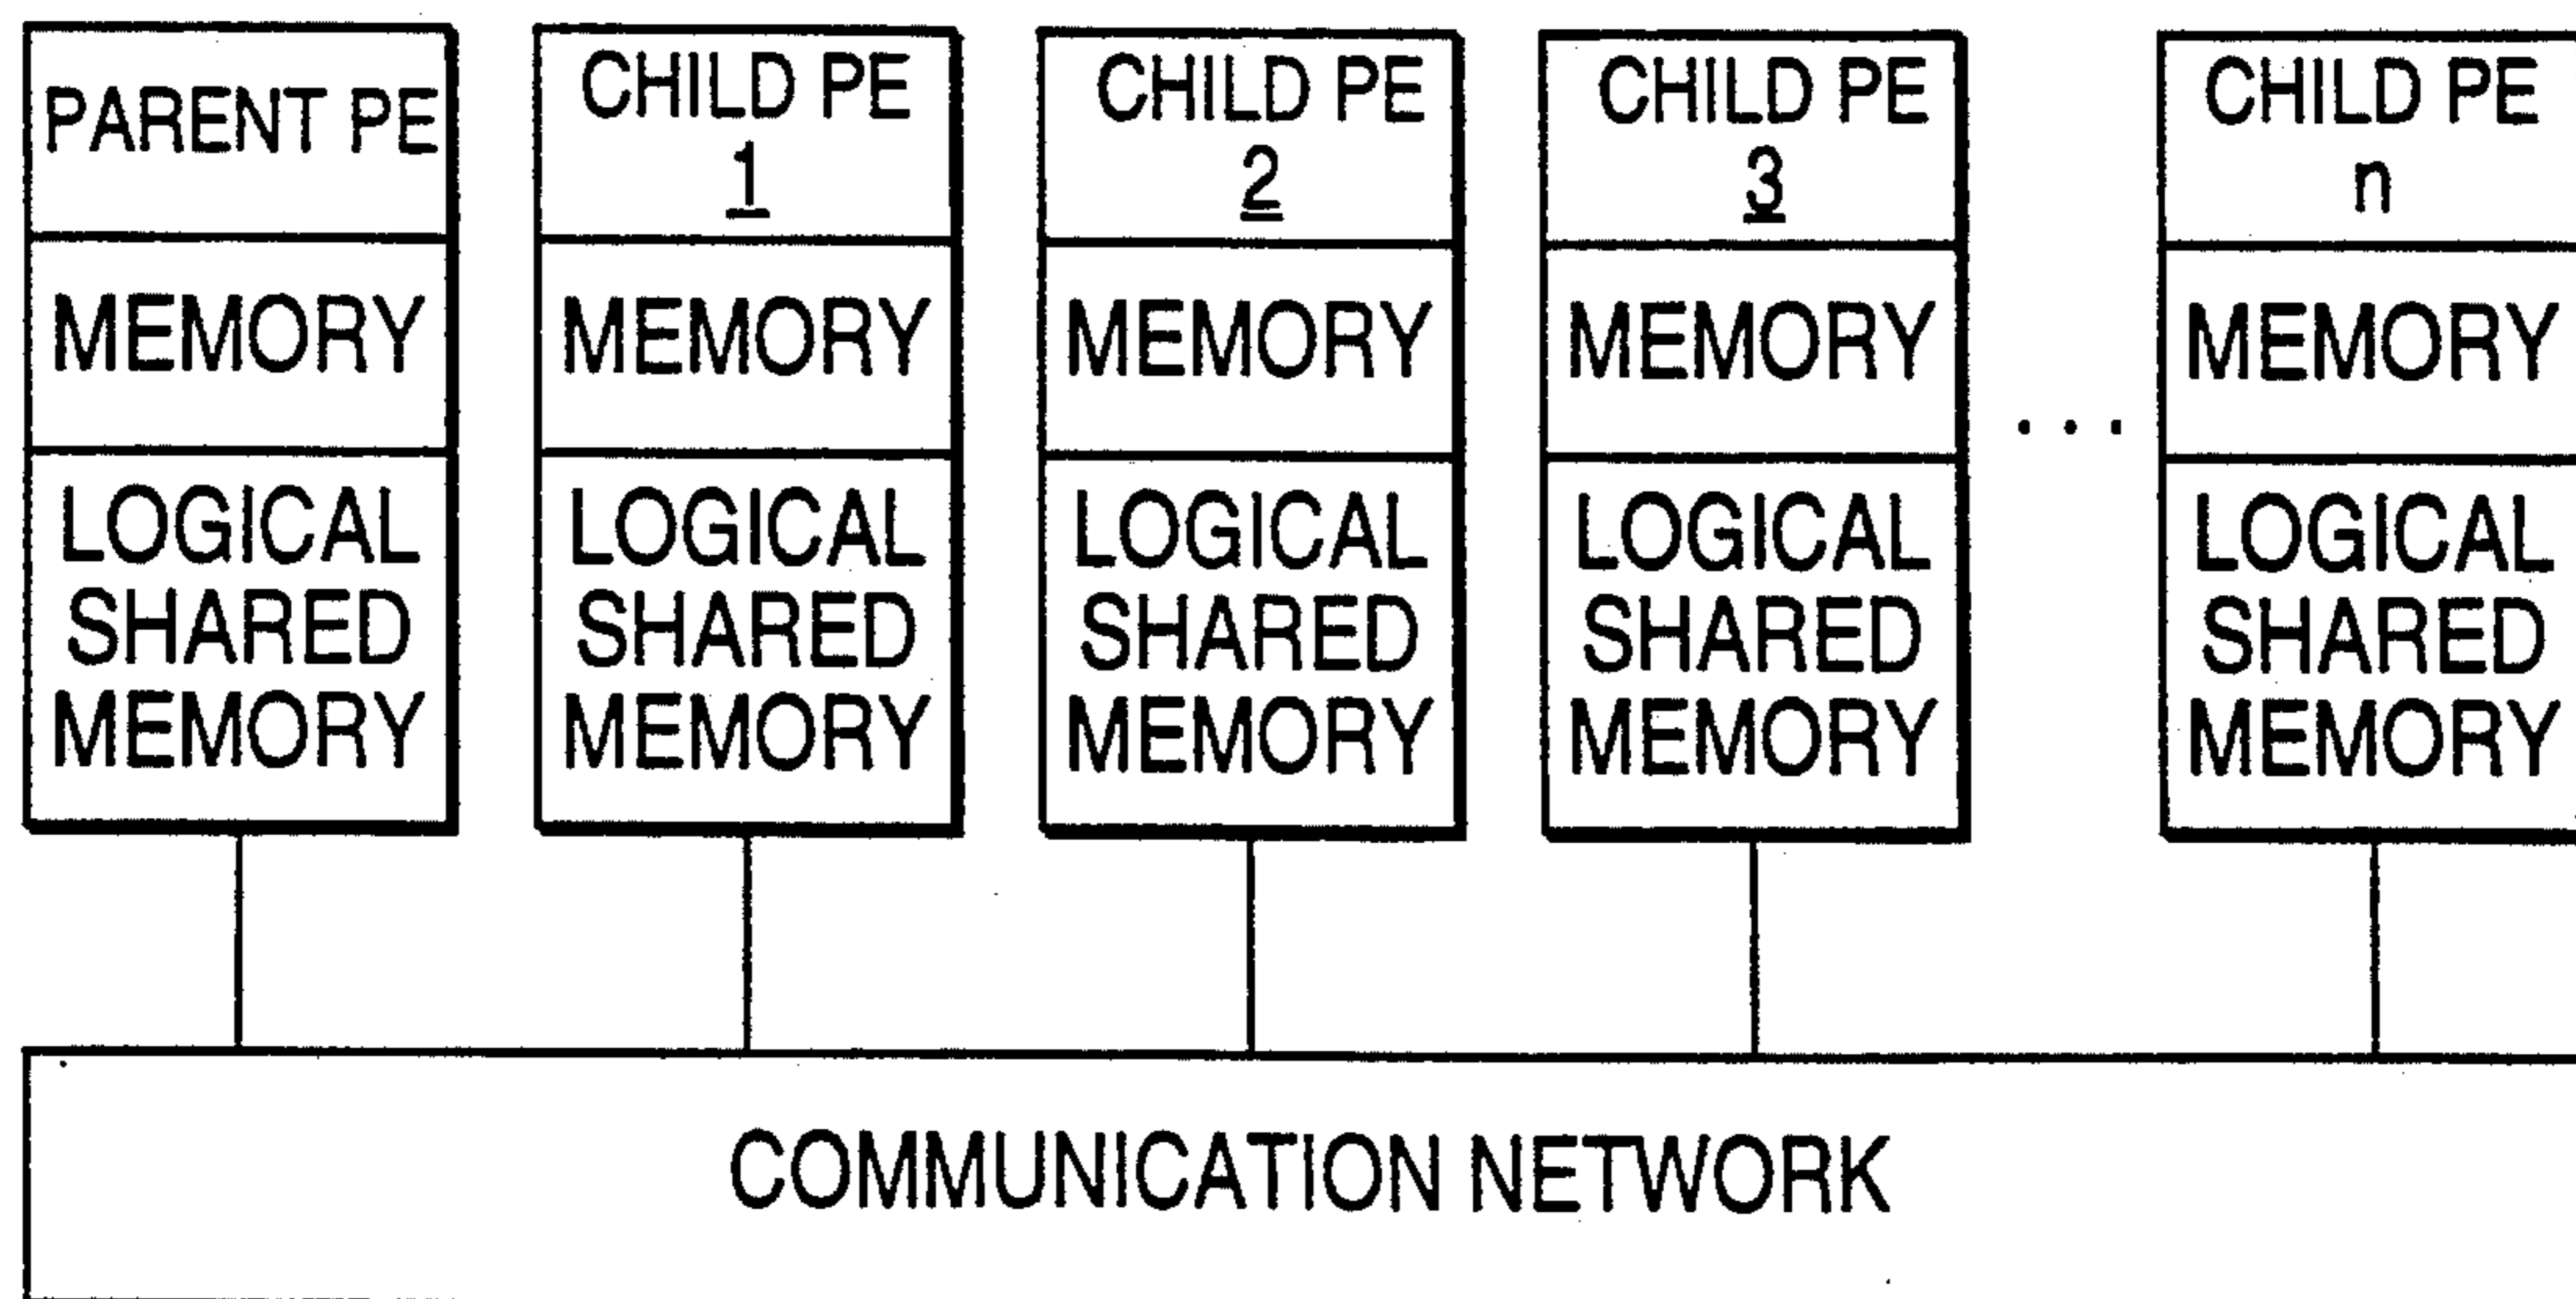 PARENT PE
MEMORY
LOGICAL
SHARED
MEMORY
CHILD PE
1
MEMORY
LOGICAL
SHARED
MEMORY
CHILD PE
2
MEMORY
LOGICAL
SHARED
MEMORY
CHILD PE
3
MEMORY
LOGICAL
SHARED
MEMORY
. . .
CHILD PE
n
MEMORY
LOGICAL
SHARED
MEMORY
COMMUNICATION NETWORK